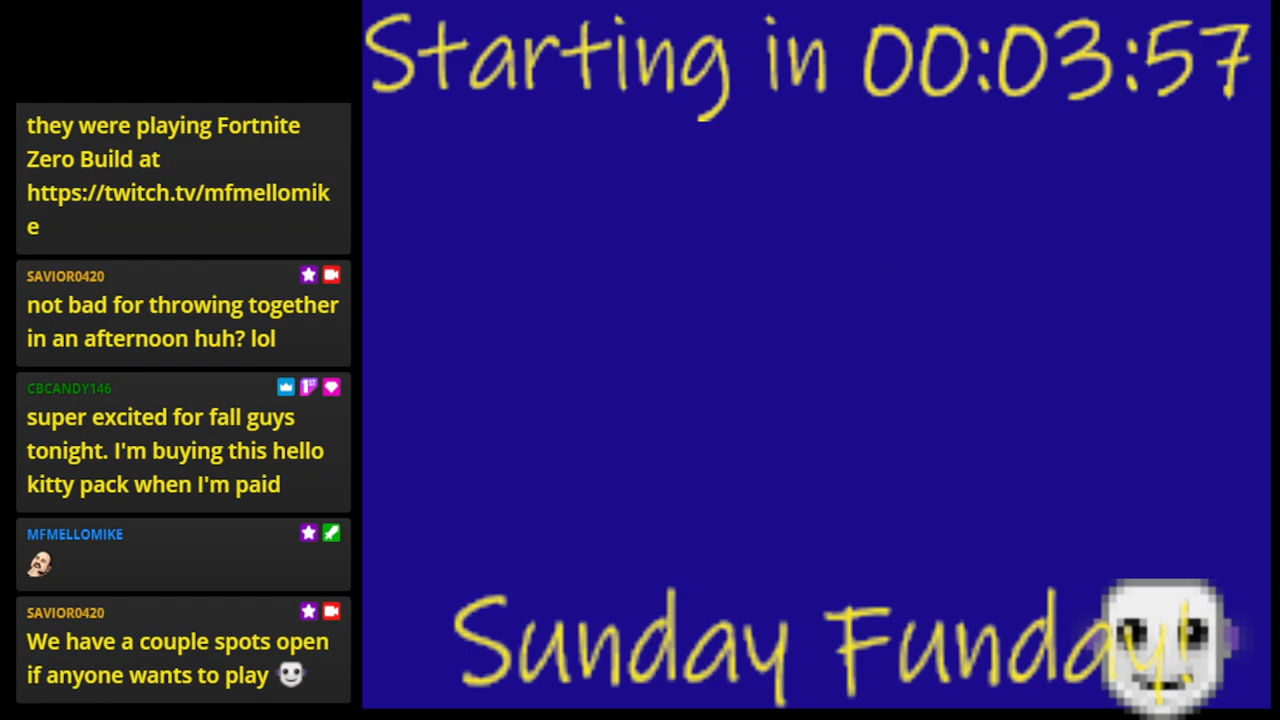 they were playing Fortnite
Zero Build at
https://twitch.tv/mfmellomik
e
SAVIOR0420
not bad for throwing together
in an afternoon huh? lol
CBCANDY146
1ST
super excited for fall guys
tonight. I'm buying this hello
kitty pack when I'm paid
MFMELLOMIKE
SAVIOR0420
We have a couple spots open
if anyone wants to play
Starting in 00:03:57
Sunday Funday!